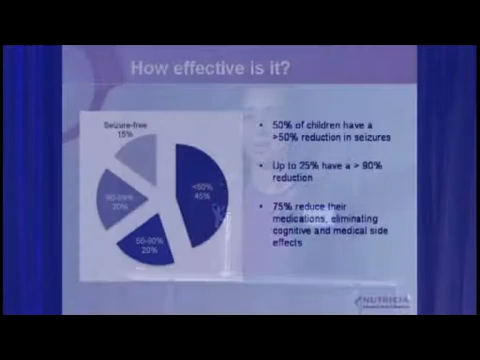 How effective is it?
Seizure-free
15%
<50%
45%
20%
50-90%
20%
• 50% of children have a
>50% reduction in seizures
• Up to 25% have a > 90%
reduction
• 75% reduce their
medications, eliminating
cognitive and medical side
effects
NUTRICIA